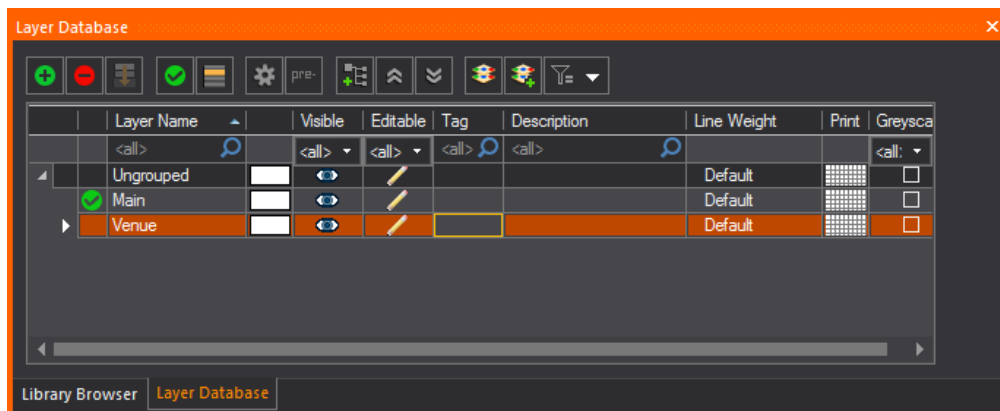 Layer Database
pre-
Layer Name Visible Editable Tag Description Line Weight Print Greysca
<all> <all> <all> <all> <all> <all:
Ungrouped Default
Main Default
Venue Default
Library Browser Layer Database